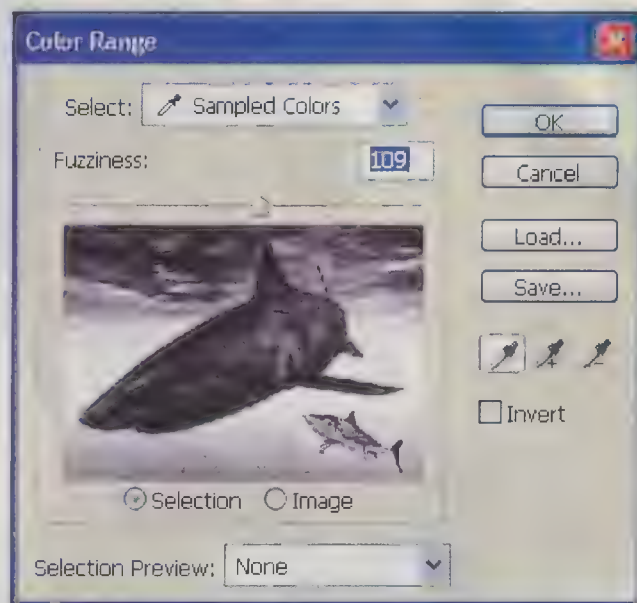 Color Range
Select: Sampled Colors
Fuzziness: 109
OK
Cancel
Load...
Save...
Invert
Selection Image
Selection Preview: None